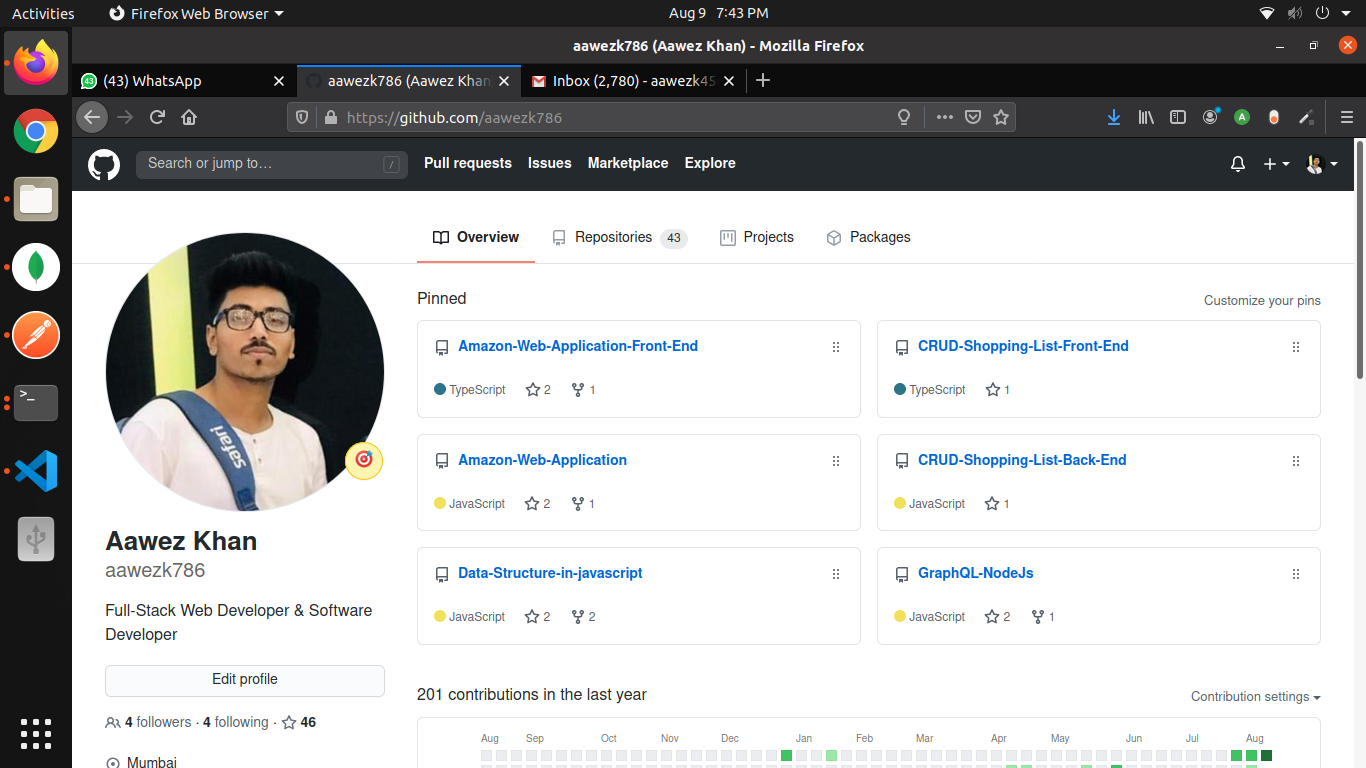 Activities
Firefox Web Browser
Aug 9 7:43 PM
aawezk786 (Aawez Khan) - Mozilla Firefox
43
(43) WhatsApp
aawezk786 (Aawez Khan
Inbox (2,780) - aawezk45
https://github.com/aawezk786
A
Search or jump to…
/
Pull requests
Issues
Marketplace
Explore
Overview
Repositories 43
Projects
Packages
safari
Aawez Khan
aawezk786
Full-Stack Web Developer & Software
Developer
Edit profile
4 followers · 4 following · 46
Mumbai
Pinned
Customize your pins
Amazon-Web-Application-Front-End
TypeScript 2 1
CRUD-Shopping-List-Front-End
TypeScript 1
Amazon-Web-Application
JavaScript 2 1
CRUD-Shopping-List-Back-End
JavaScript 1
Data-Structure-in-javascript
JavaScript 2 2
GraphQL-NodeJs
JavaScript 2 1
201 contributions in the last year
Contribution settings
Aug Sep Oct Nov Dec Jan Feb Mar Apr May Jun Jul Aug